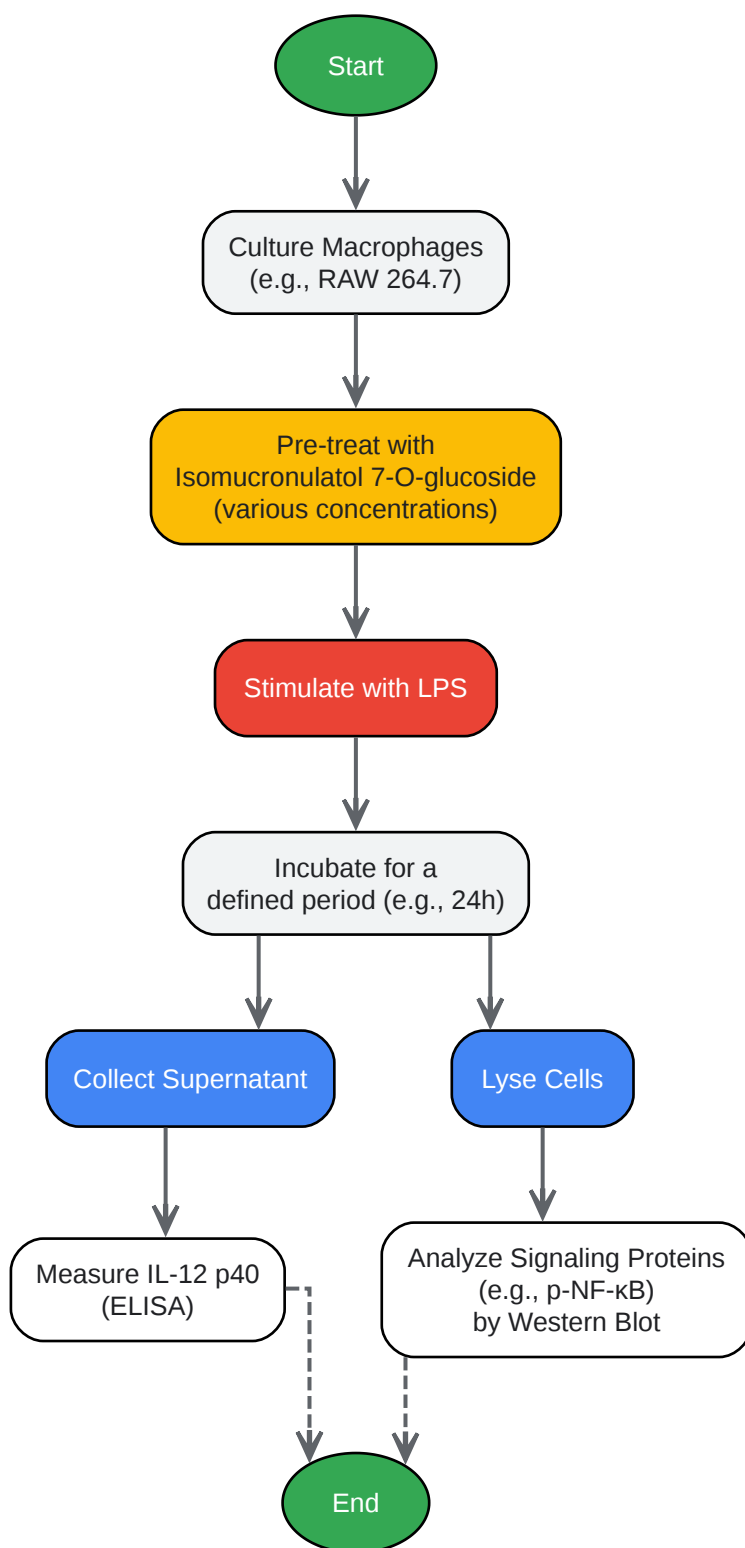 Start
Culture Macrophages
(e.g., RAW 264.7)
Pre-treat with
Isomucronulatol 7-O-glucoside
(various concentrations)
Stimulate with LPS
Incubate for a
defined period (e.g., 24h)
Collect Supernatant
Lyse Cells
Measure IL-12 p40
(ELISA)
Analyze Signaling Proteins
(e.g., p-NF-κB)
by Western Blot
End